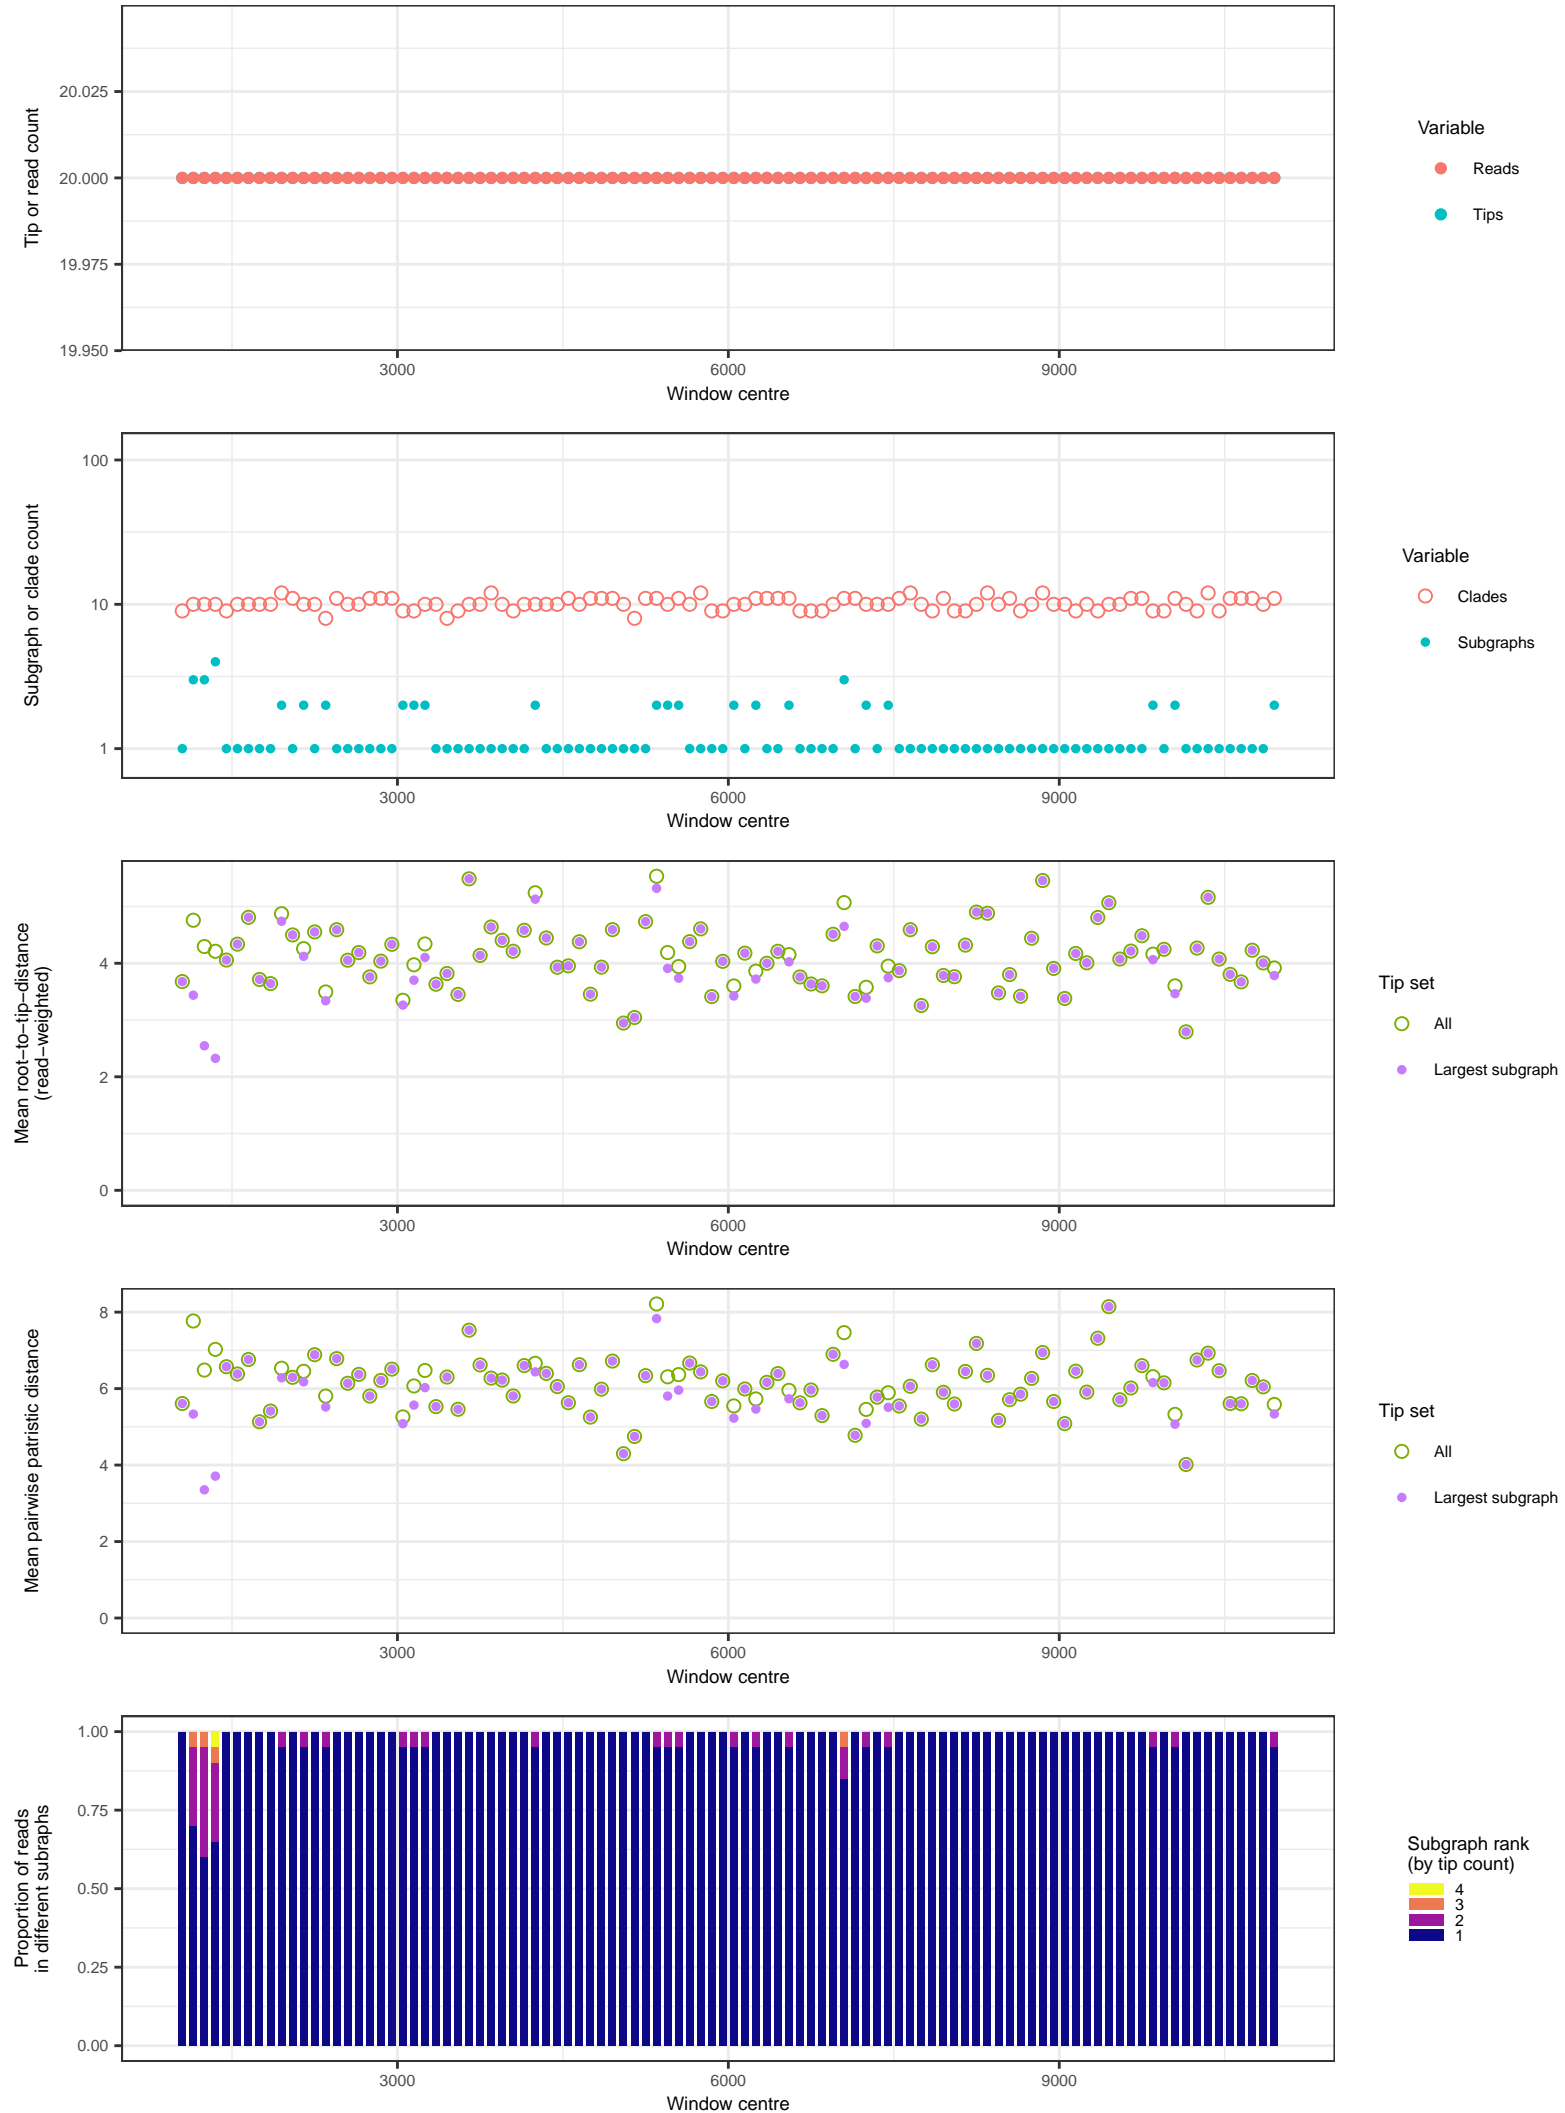 Tip or read count
20.025
20.000
19.975
19.950
3000
6000
9000
Window centre
Variable
Reads
Tips
Subgraph or clade count
100
10
1
3000
6000
9000
Window centre
Variable
Clades
Subgraphs
Mean root−to−tip−distance
(read−weighted)
4
2
0
3000
6000
9000
Window centre
Tip set
All
Largest subgraph
Mean pairwise patristic distance
8
6
4
2
0
3000
6000
9000
Window centre
Tip set
All
Largest subgraph
Proportion of reads
in different subraphs
1.00
0.75
0.50
0.25
0.00
3000
6000
9000
Window centre
Subgraph rank
(by tip count)
4
3
2
1